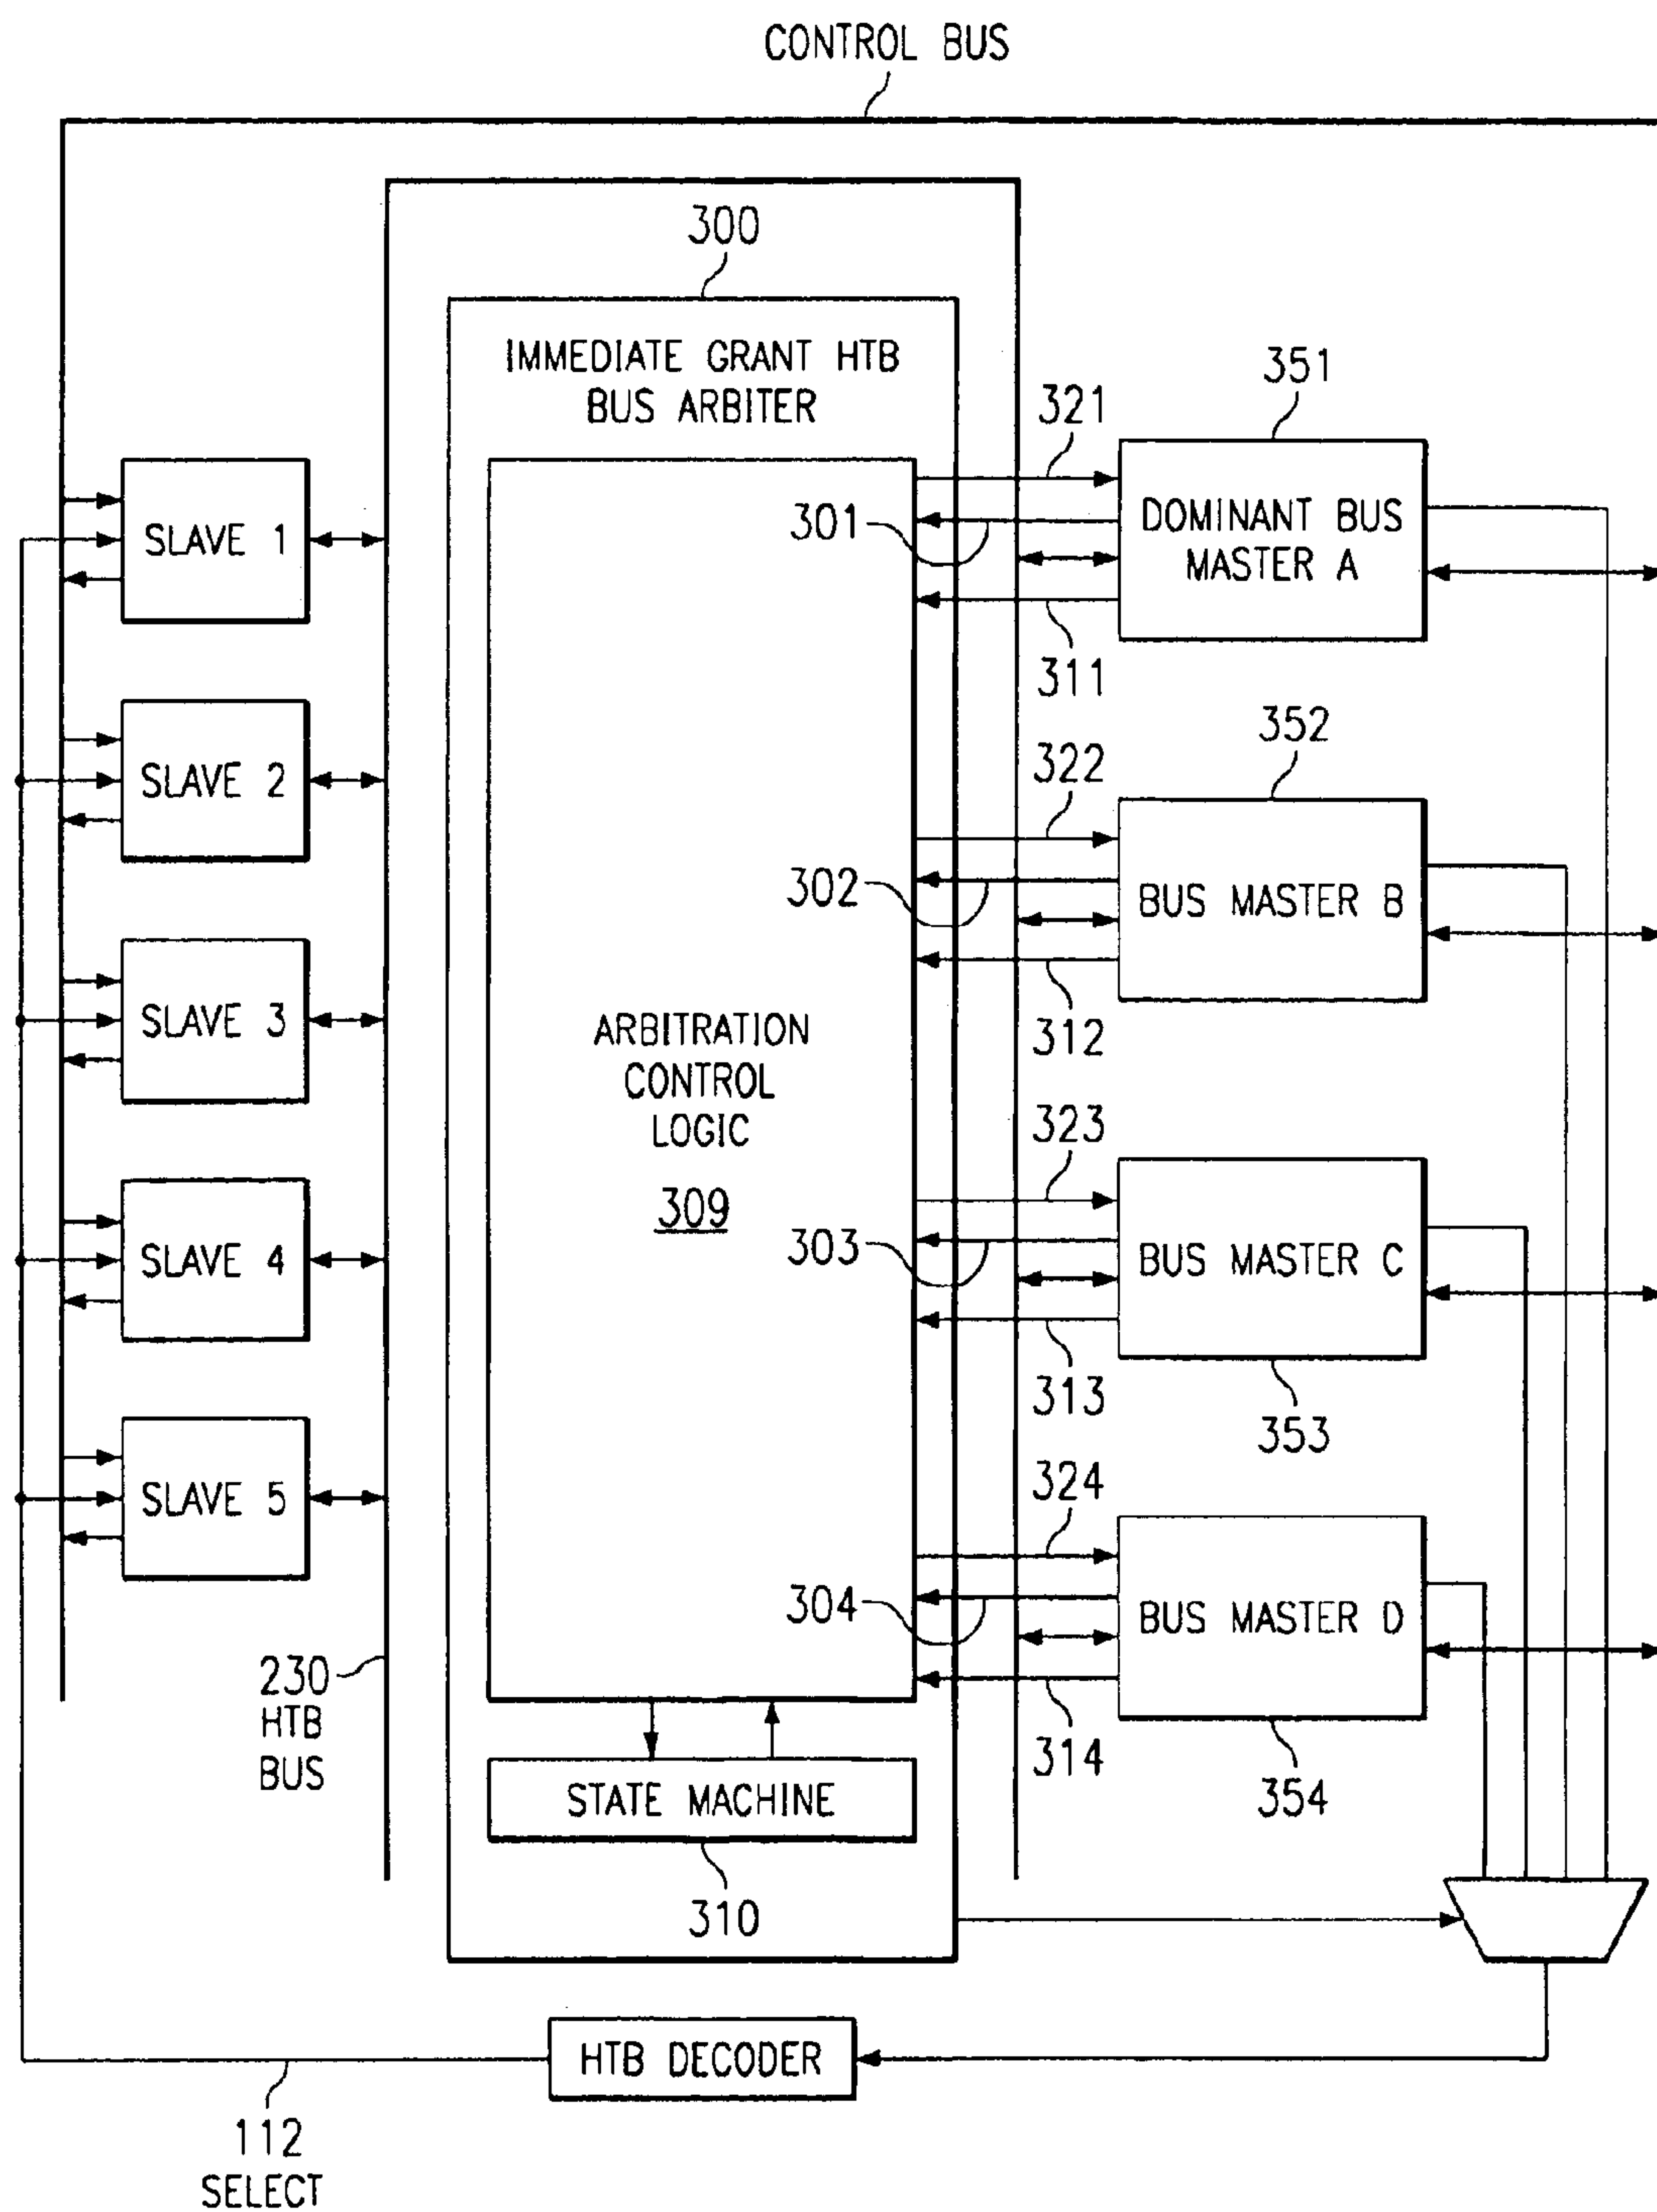 CONTROL BUS
300
IMMEDIATE GRANT HTB
BUS ARBITER
351
321
301
DOMINANT BUS
MASTER A
311
SLAVE 1
352
322
SLAVE 2
302
BUS MASTER B
312
SLAVE 3
ARBITRATION
CONTROL
LOGIC
309
323
303
BUS MASTER C
SLAVE 4
313
353
324
SLAVE 5
304
BUS MASTER D
230
HTB
BUS
314
354
STATE MACHINE
310
HTB DECODER
112
SELECT